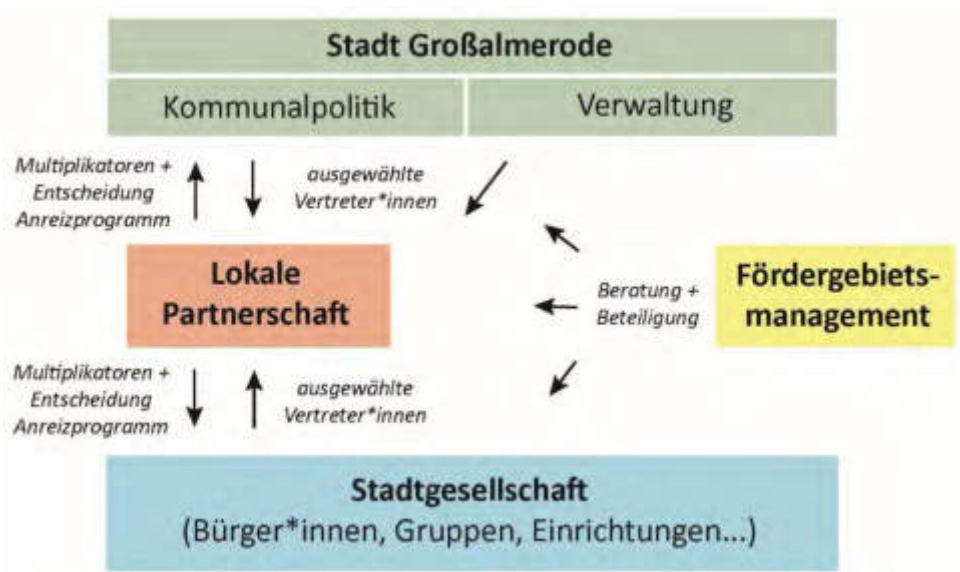 Stadt Großalmerode
Kommunalpolitik
Verwaltung
Multiplikatoren +
Entscheidung
Anreizprogramm
ausgewählte
Vertreter*innen
Lokale
Partnerschaft
Beratung +
Beteiligung
Fördergebiets-
management
Multiplikatoren +
Entscheidung
Anreizprogramm
ausgewählte
Vertreter*innen
Stadtgesellschaft
(Bürger*innen, Gruppen, Einrichtungen...)